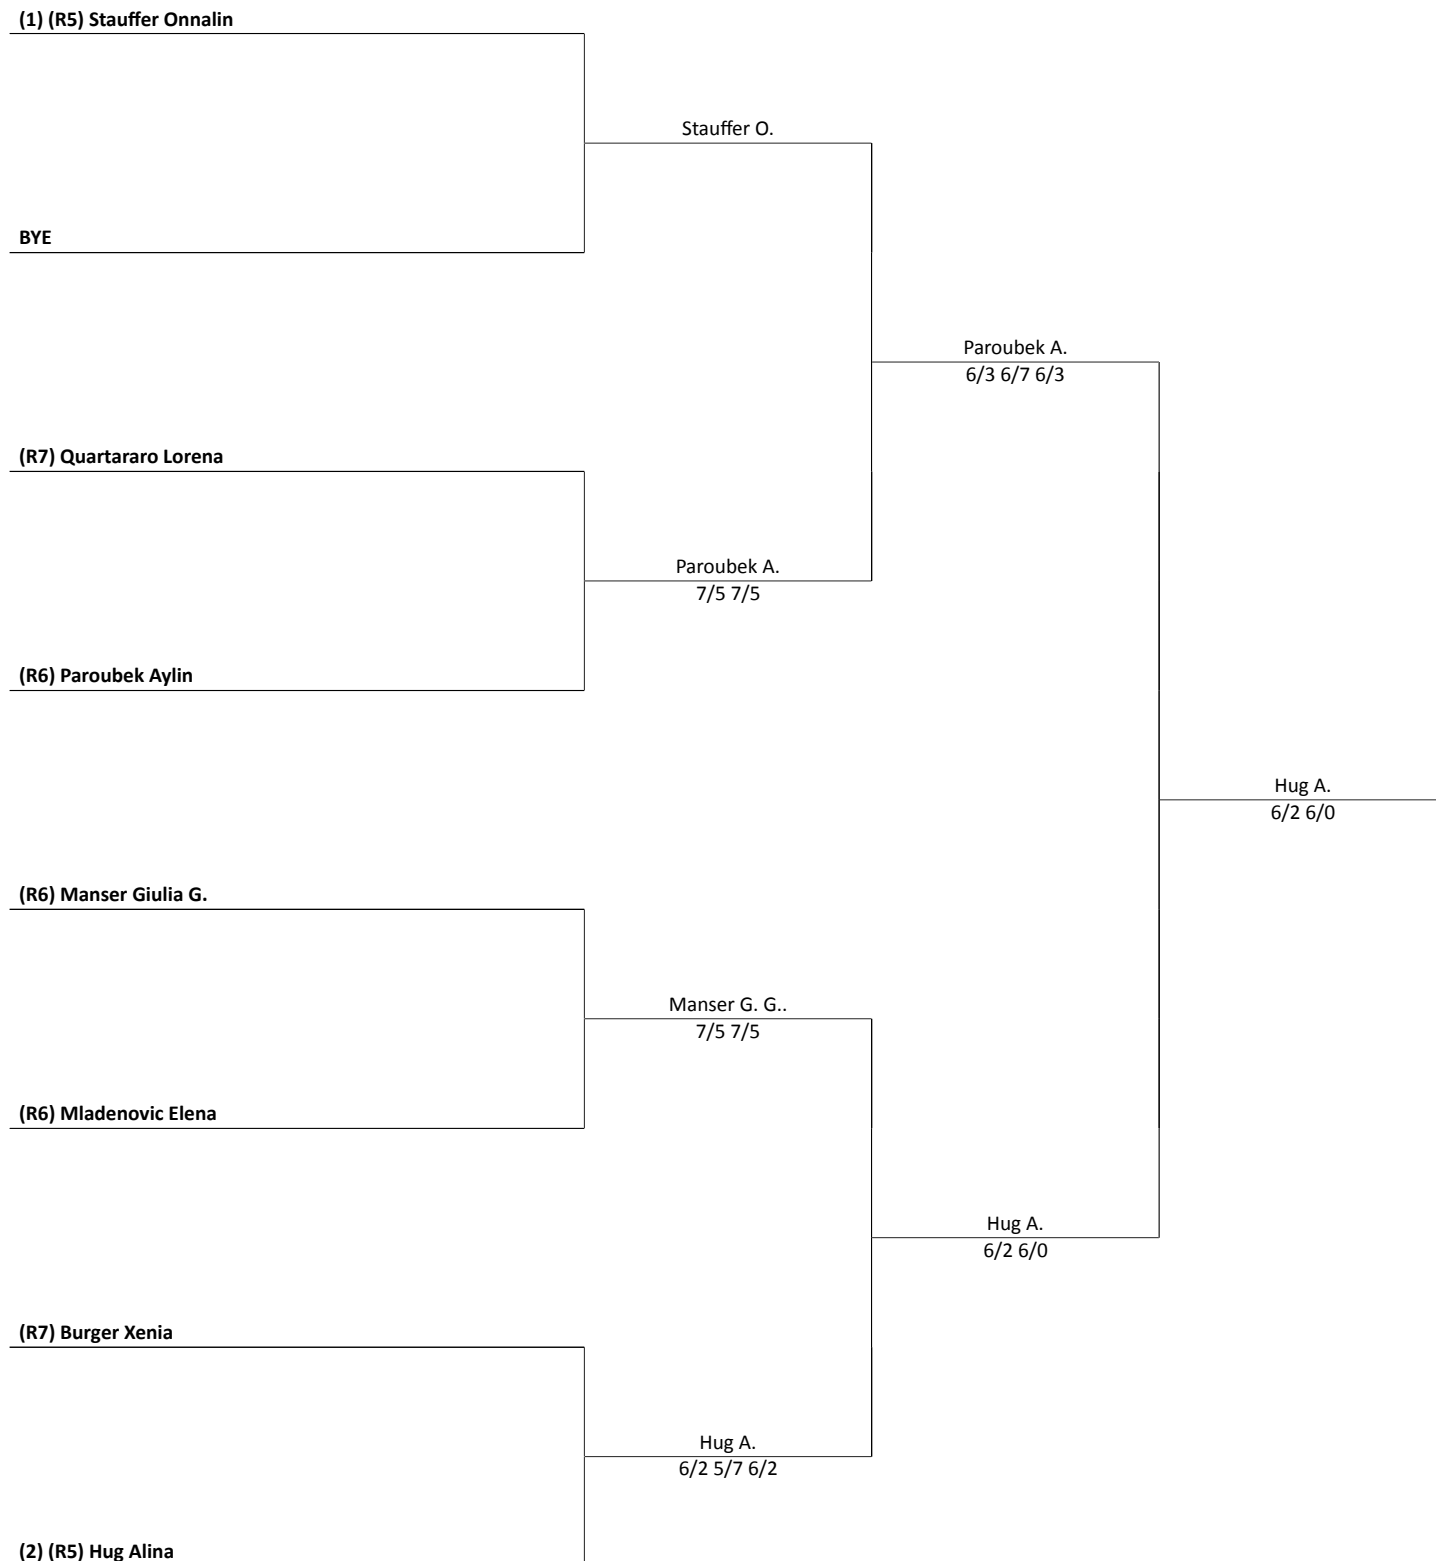 (1) (R5) Stauffer Onnalin
Stauffer O.
BYE
Paroubek A.
6/3 6/7 6/3
(R7) Quartararo Lorena
Paroubek A.
7/5 7/5
(R6) Paroubek Aylin
Hug A.
6/2 6/0
(R6) Manser Giulia G.
Manser G. G..
7/5 7/5
(R6) Mladenovic Elena
Hug A.
6/2 6/0
(R7) Burger Xenia
Hug A.
6/2 5/7 6/2
(2) (R5) Hug Alina